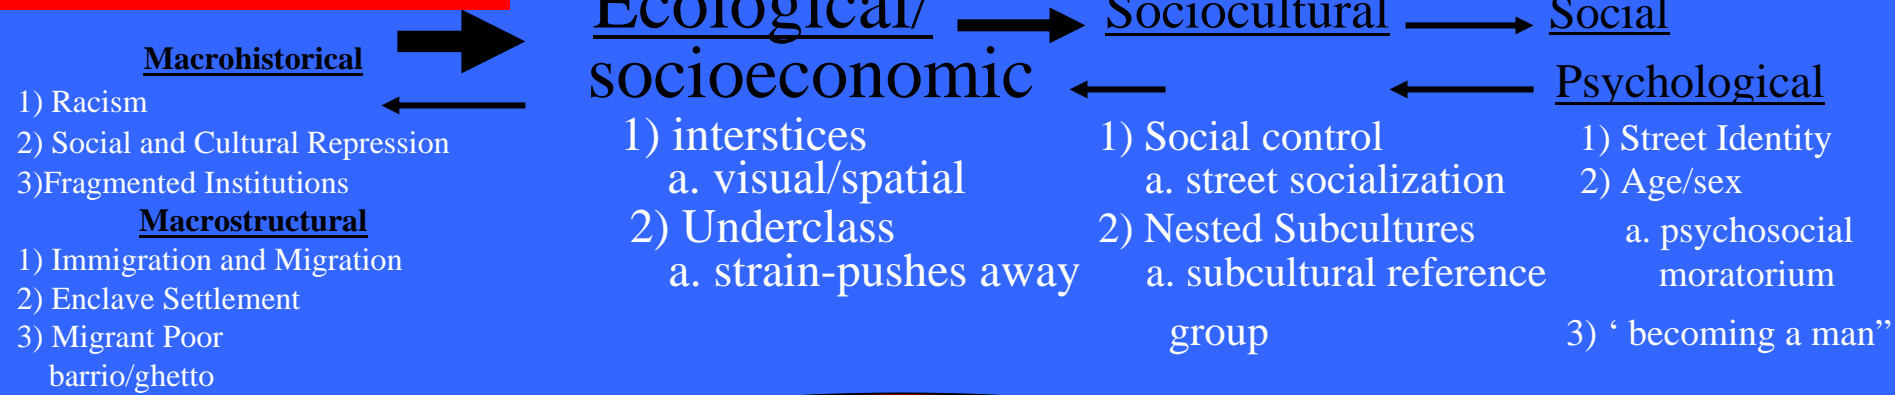 Macrohistorical
1) Racism
2) Social and Cultural Repression
3)Fragmented Institutions
Macrostructural
1) Immigration and Migration
2) Enclave Settlement
3) Migrant Poor
barrio/ghetto
Ecological/
socioeconomic
1) interstices
a. visual/spatial
2) Underclass
a. strain-pushes away
Sociocultural
1) Social control
a. street socialization
2) Nested Subcultures
a. subcultural reference
group
Social
Psychological
1) Street Identity
2) Age/sex
a. psychosocial
moratorium
3) ‘ becoming a man”